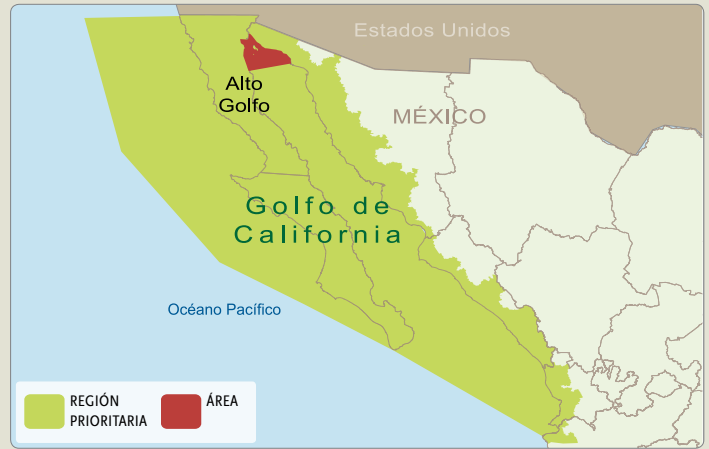 Estados Unidos
Alto
Golfo
MÉXICO
Golfo de
California
Océano Pacífico
REGIÓN
PRIORITARIA
ÁREA